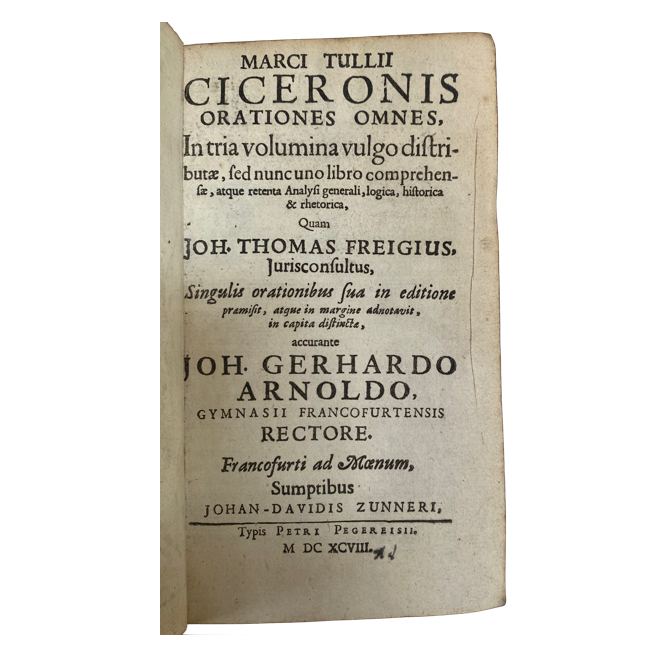 MARCI TULLII
CICERONIS
ORATIONES OMNES,
In tria volumina vulgo diſtri-
butæ, ſed nunc uno libro comprehen-
ſæ, atque retenta Analyſi generali, logica, hiſtorica
& rhetorica,
Quam
JOH. THOMAS FREIGIUS,
Jurisconſultus,
Singulis orationibus ſua in editione
præmiſit, atque in margine adnotavit,
in capita diſtinctæ,
accurante
JOH. GERHARDO
ARNOLDO,
GYMNASII FRANCOFURTENSIS
RECTORE.
Francofurti ad Mœnum,
Sumptibus
JOHAN-DAVIDIS ZUNNERI,
Typis PETRI PEGEREISII.
M DC XCVIII.